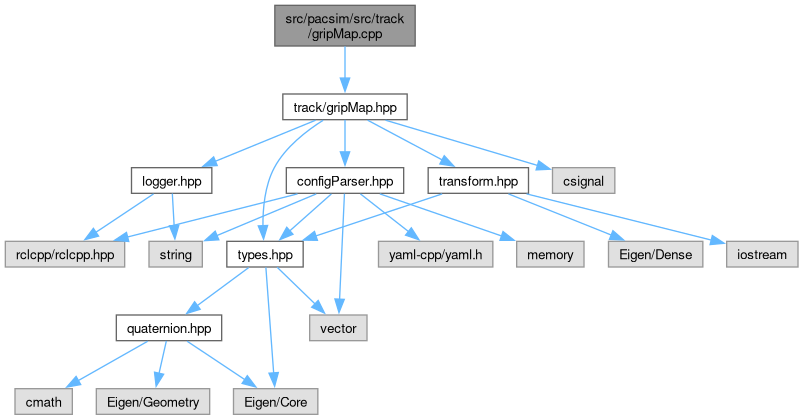 src/pacsim/src/track
/gripMap.cpp
track/gripMap.hpp
logger.hpp
configParser.hpp
transform.hpp
csignal
rclcpp/rclcpp.hpp
string
types.hpp
yaml-cpp/yaml.h
memory
Eigen/Dense
iostream
quaternion.hpp
vector
cmath
Eigen/Geometry
Eigen/Core